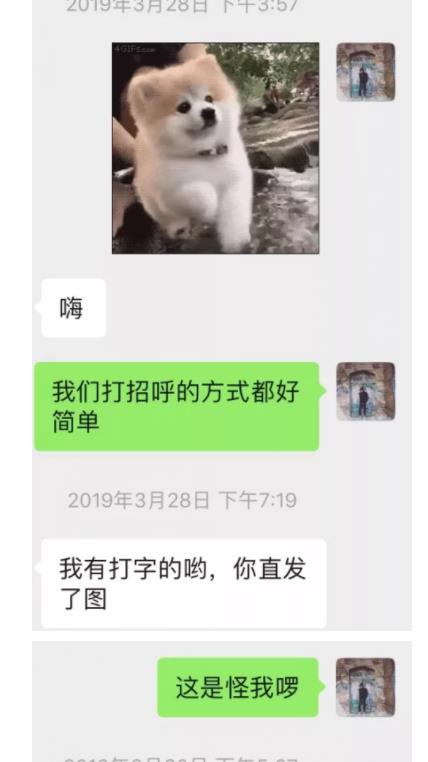 2019年3月28日 下午3:57
4GIFs.com
嗨
我们打招呼的方式都好
简单
2019年3月28日 下午7:19
我有打字的哟，你直发
了图
这是怪我啰